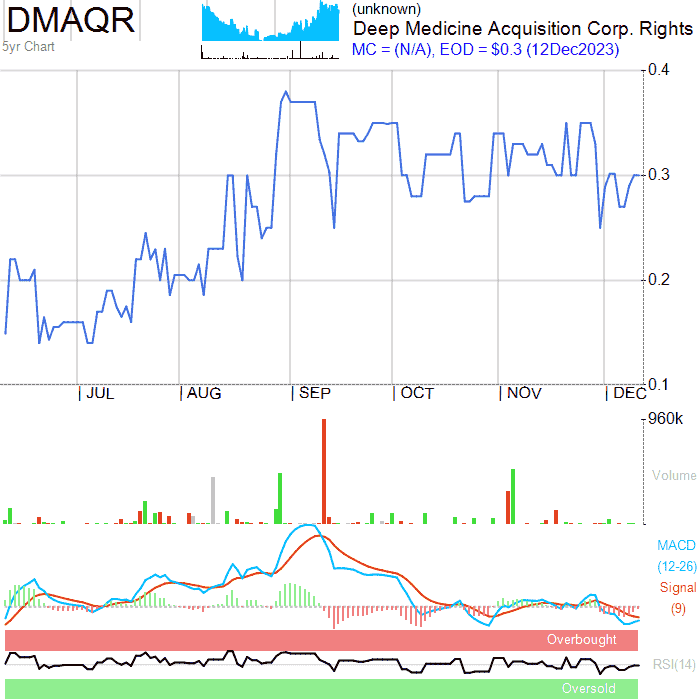 DMAQR
(unknown)
Deep Medicine Acquisition Corp. Rights
5yr Chart
MC = (N/A), EOD = $0.3 (12Dec2023)
0.4
0.3
0.2
0.1
JUL
AUG
SEP
OCT
NOV
DEC
960k
Volume
MACD
(12-26)
Signal
(9)
Overbought
RSI(14)
Oversold